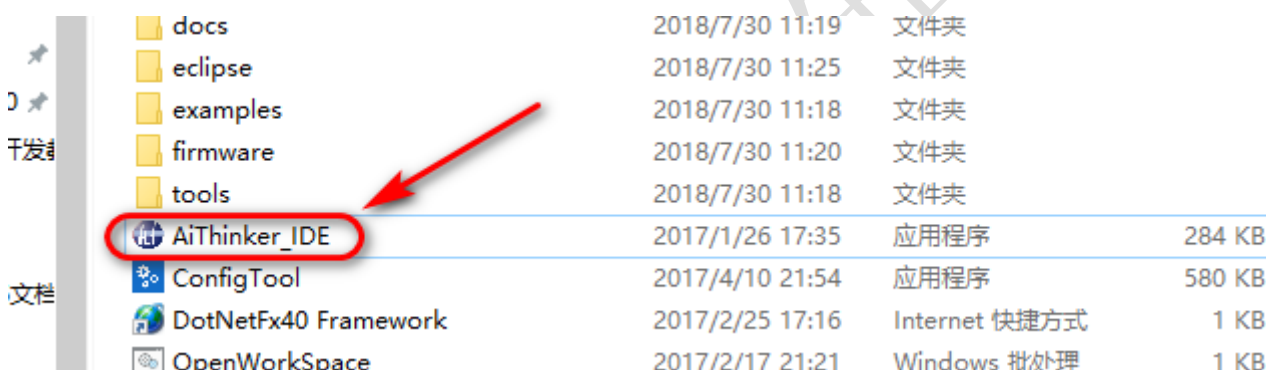 docs 2018/7/30 11:19 文件夹
eclipse 2018/7/30 11:25 文件夹
examples 2018/7/30 11:18 文件夹
firmware 2018/7/30 11:20 文件夹
tools 2018/7/30 11:18 文件夹
AiThinker_IDE 2017/1/26 17:35 应用程序 284 KB
ConfigTool 2017/4/10 21:54 应用程序 580 KB
文档
DotNetFx40 Framework 2017/2/25 17:16 Internet 快捷方式 1 KB
OpenWorkSpace 2017/2/17 21:21 Windows 批处理 1 KB